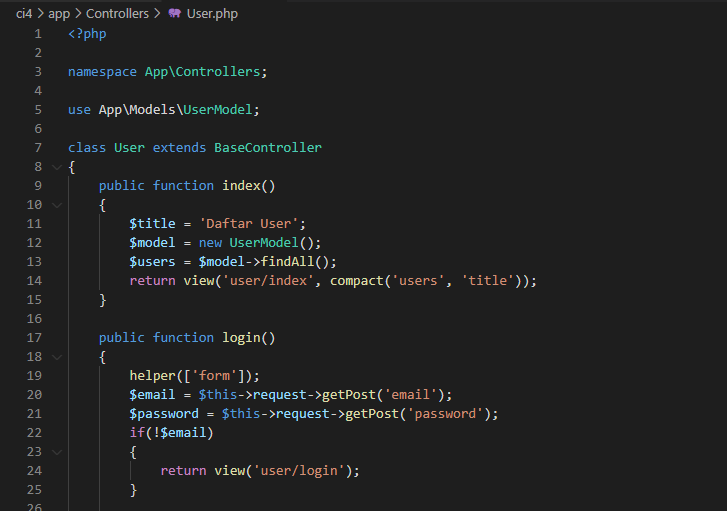 ci4 > app > Controllers > User.php
1 <?php
2
3 namespace App\Controllers;
4
5 use App\Models\UserModel;
6
7 class User extends BaseController
8 {
9 public function index()
10 {
11 $title = 'Daftar User';
12 $model = new UserModel();
13 $users = $model->findAll();
14 return view('user/index', compact('users', 'title'));
15 }
16
17 public function login()
18 {
19 helper(['form']);
20 $email = $this->request->getPost('email');
21 $password = $this->request->getPost('password');
22 if(!$email)
23 {
24 return view('user/login');
25 }
26